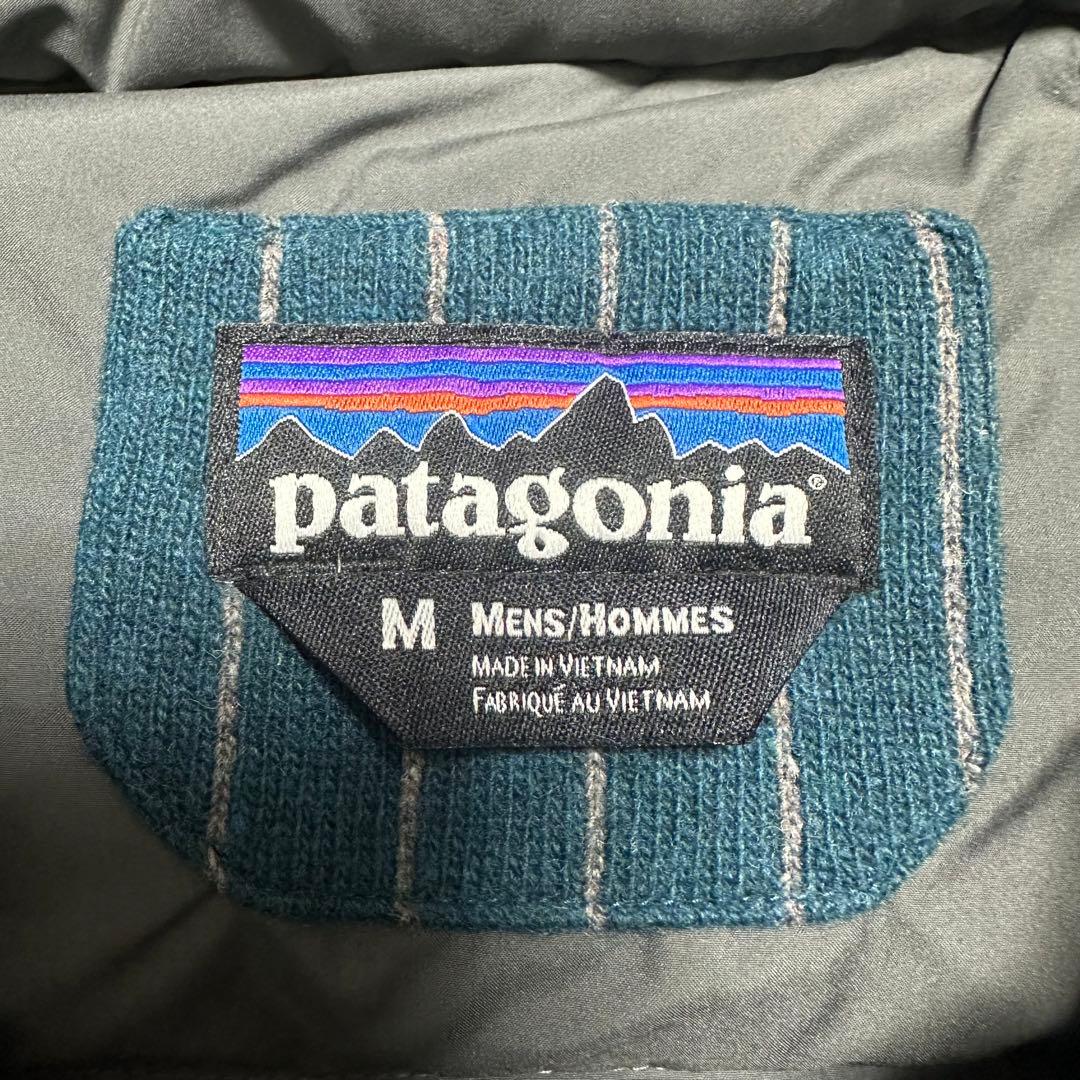 patagonia®
M MENS/HOMMES
MADE IN VIETNAM
FABRIQUÉ AU VIETNAM